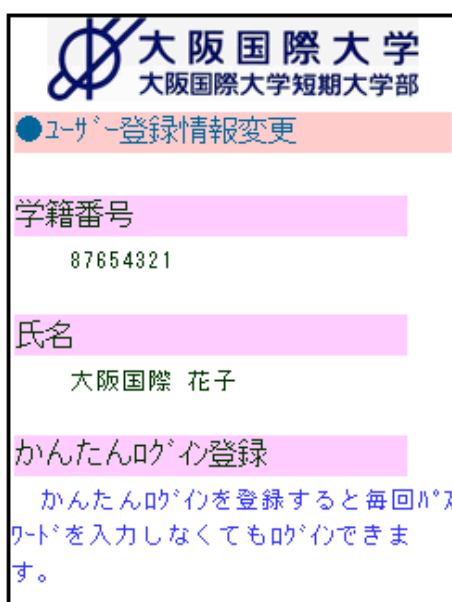 大阪国際大学
大阪国際大学短期大学部
●ﾕｰｻﾞｰ登録情報変更
学籍番号
87654321
氏名
大阪国際 花子
かんたんﾛｸﾞｲﾝ登録
かんたんﾛｸﾞｲﾝを登録すると毎回ﾊﾟｽ
ﾜｰﾄﾞを入力しなくてもﾛｸﾞｲﾝできま
す。